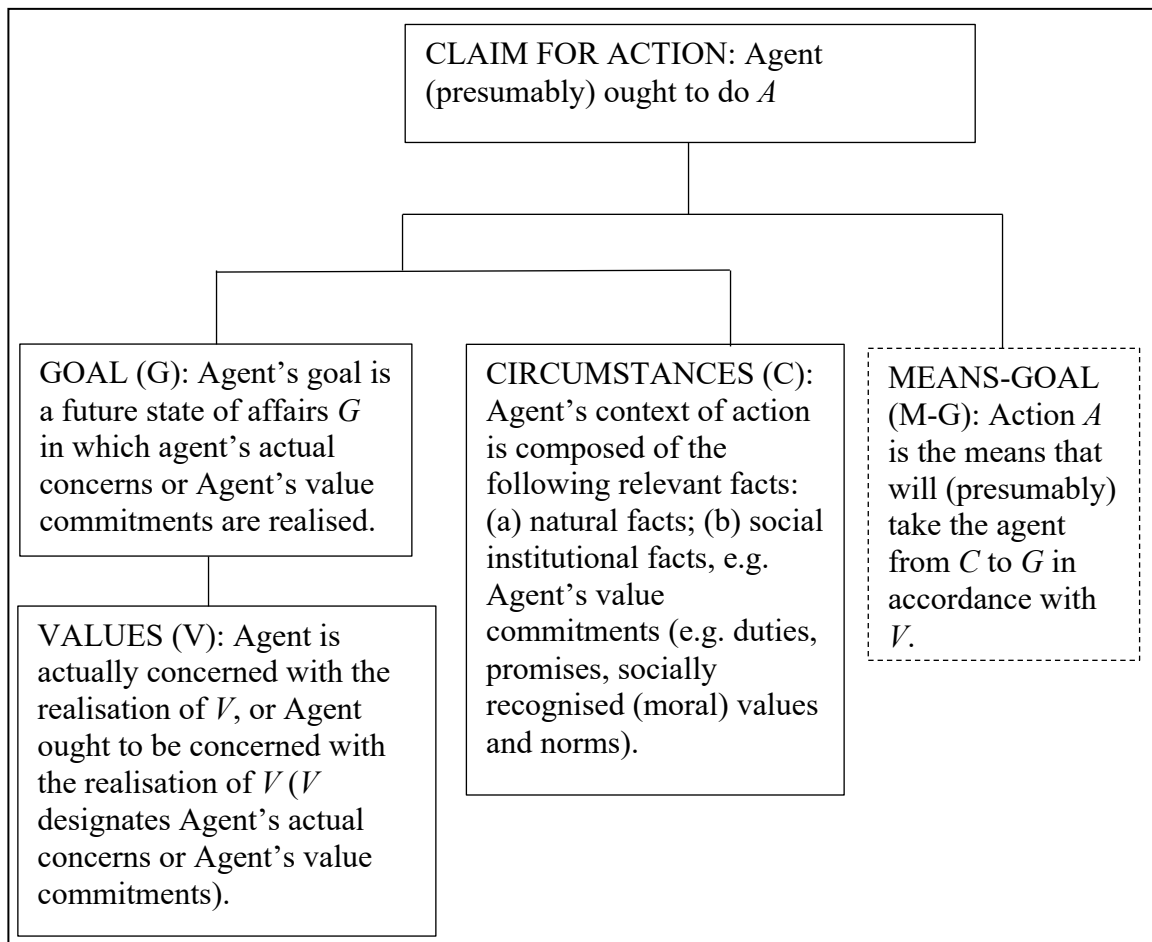 CLAIM FOR ACTION: Agent
(presumably) ought to do A
GOAL (G): Agent’s goal is
a future state of affairs G
in which agent’s actual
concerns or Agent’s value
commitments are realised.
VALUES (V): Agent is
actually concerned with the
realisation of V, or Agent
ought to be concerned with
the realisation of V (V
designates Agent’s actual
concerns or Agent’s value
commitments).
CIRCUMSTANCES (C):
Agent’s context of action
is composed of the
following relevant facts:
(a) natural facts; (b) social
institutional facts, e.g.
Agent’s value
commitments (e.g. duties,
promises, socially
recognised (moral) values
and norms).
MEANS-GOAL
(M-G): Action A
is the means that
will (presumably)
take the agent
from C to G in
accordance with
V.